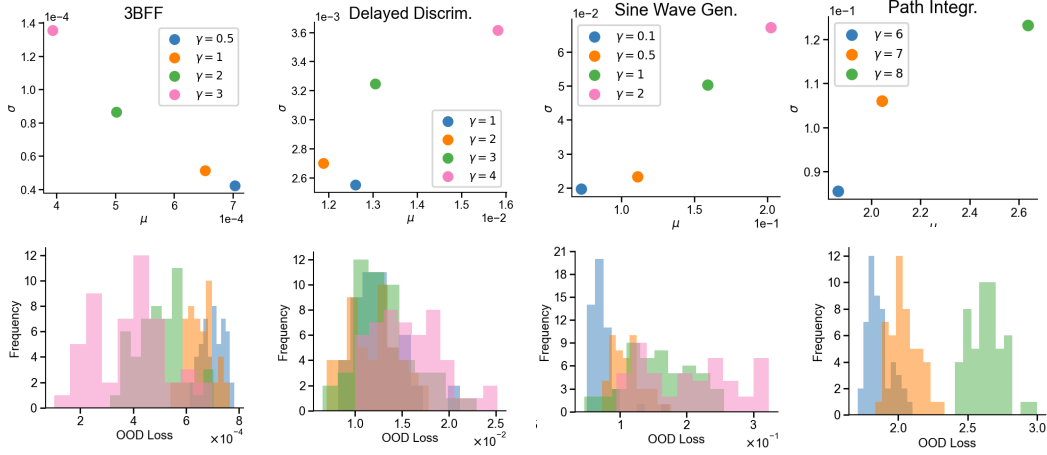 3BFF
1e−4
σ
1.4
1.2
1.0
0.8
0.6
0.4
4
5
6
7
1e−4
μ
γ = 0.5
γ = 1
γ = 2
γ = 3
Delayed Discrim.
1e−3
σ
3.6
3.4
3.2
3.0
2.8
2.6
1.2
1.3
1.4
1.5
1.6
1e−2
μ
γ = 1
γ = 2
γ = 3
γ = 4
Sine Wave Gen.
1e−2
σ
6
5
4
3
2
1.0
1.5
2.0
1e−1
μ
γ = 0.1
γ = 0.5
γ = 1
γ = 2
Path Integr.
1e−1
σ
1.2
1.1
1.0
0.9
2.0
2.2
2.4
2.6
γ = 6
γ = 7
γ = 8
Frequency
12
10
8
6
4
2
0
2
4
6
8
OOD Loss
×10⁻⁴
Frequency
12
10
8
6
4
2
0
1.0
1.5
2.0
2.5
OOD Loss
×10⁻²
Frequency
21
18
15
12
9
6
3
0
1
2
3
OOD Loss
×10⁻¹
Frequency
12
10
8
6
4
2
0
2.0
2.5
3.0
OOD Loss